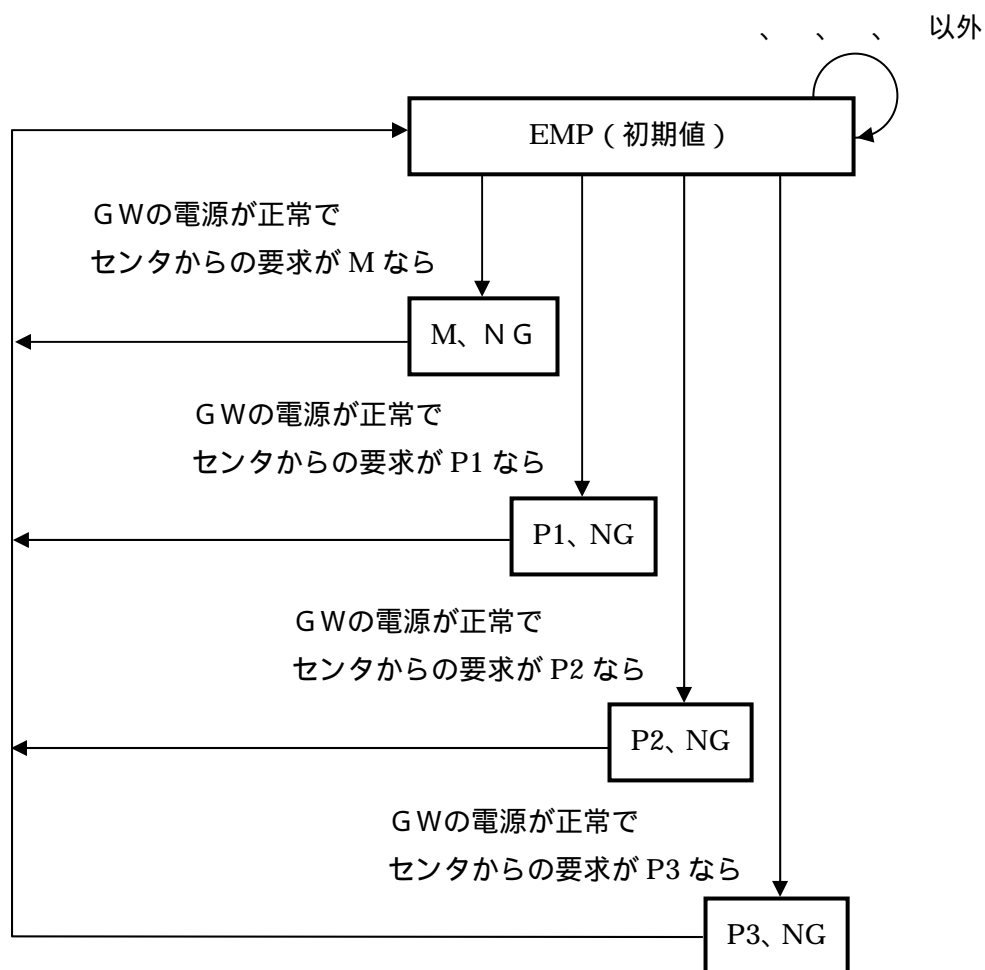 、 、 、 以外
EMP（初期値）
ＧＷの電源が正常で
センタからの要求が M なら
M、ＮＧ
ＧＷの電源が正常で
センタからの要求が P1 なら
P1、NG
ＧＷの電源が正常で
センタからの要求が P2 なら
P2、NG
ＧＷの電源が正常で
センタからの要求が P3 なら
P3、NG